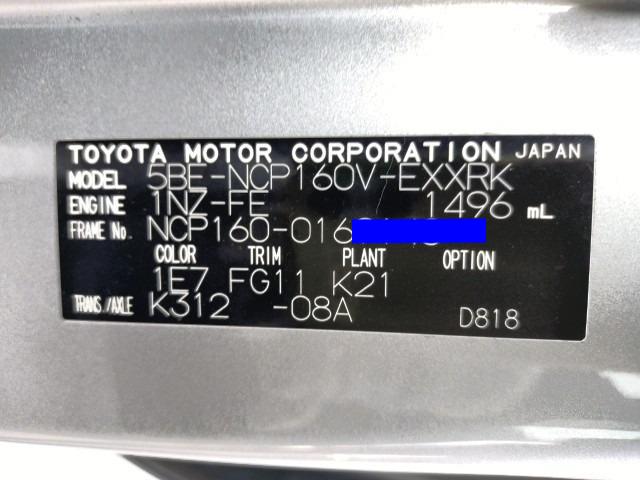 TOYOTA MOTOR CORPORATION JAPAN
MODEL 5BE-NCP160V-EXXRK
ENGINE 1NZ-FE 1496 mL
FRAME No. NCP160-016
COLOR TRIM PLANT OPTION
1E7 FG11 K21
TRANS./AXLE K312 -08A D818